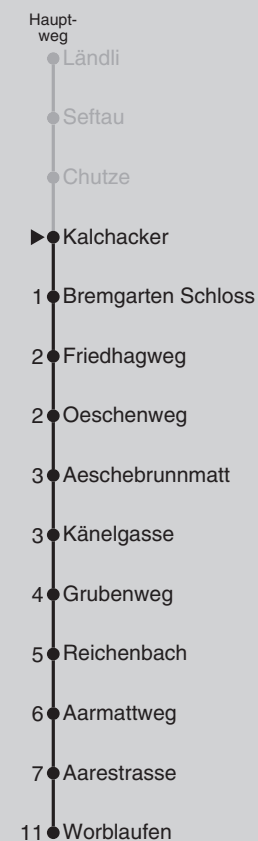 Haupt-
weg
Ländli
Seftau
Chutze
Kalchacker
1 Bremgarten Schloss
2 Friedhagweg
2 Oeschenweg
3 Aeschebrunnmatt
3 Känelgasse
4 Grubenweg
5 Reichenbach
6 Aarmattweg
7 Aarestrasse
11 Worblaufen